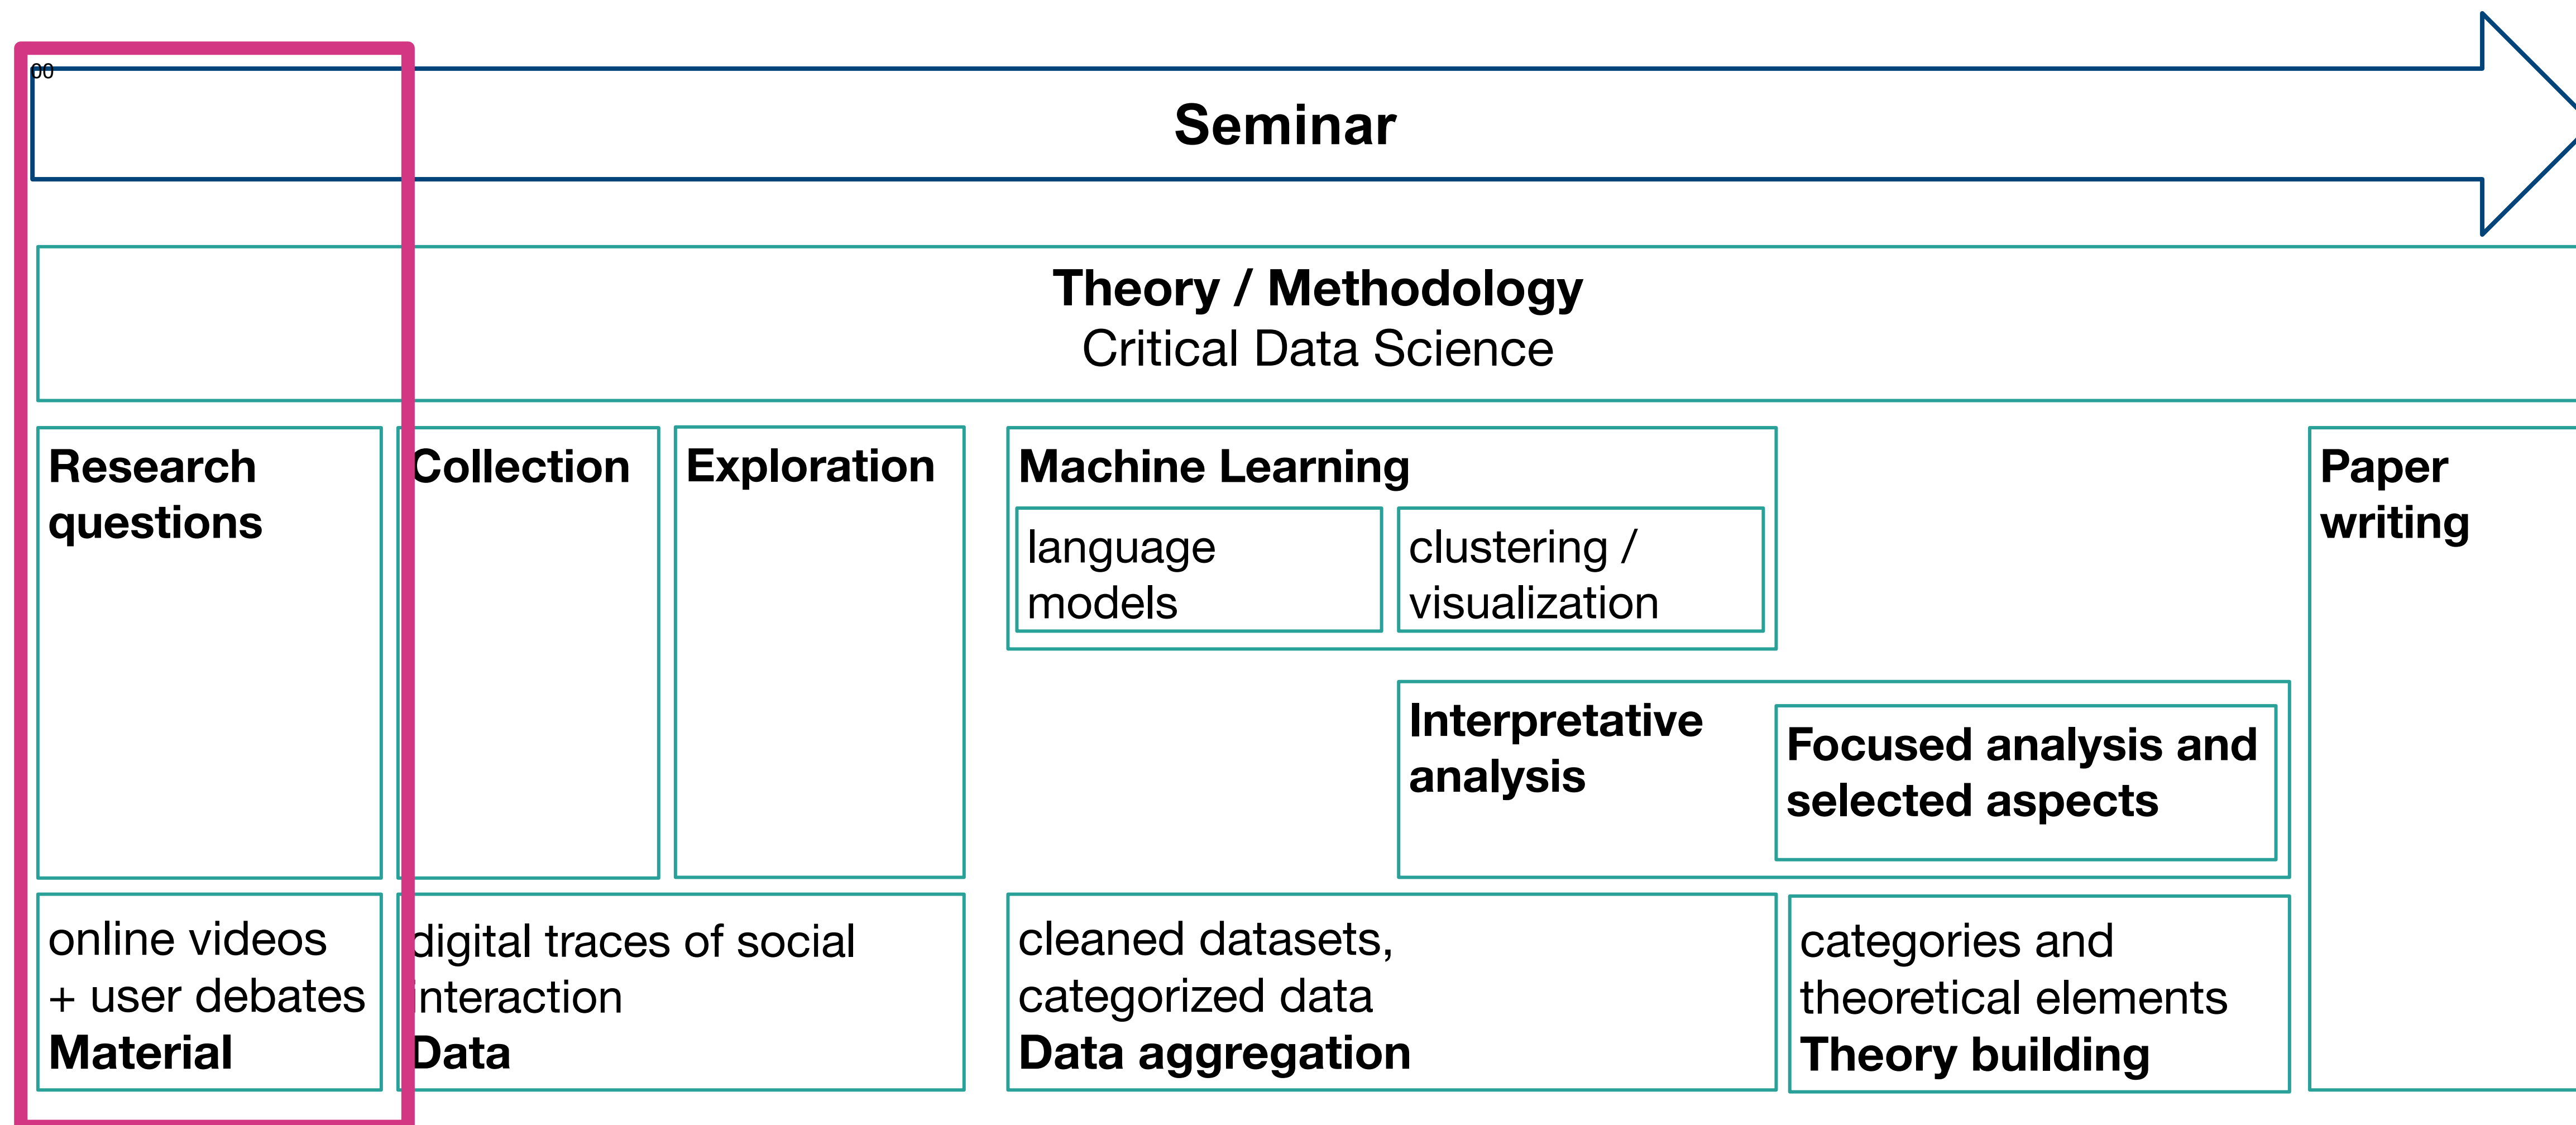 00
Seminar
Theory / Methodology
Critical Data Science
Research
questions
Collection
Exploration
Machine Learning
language
models
clustering /
visualization
Interpretative
analysis
Focused analysis and
selected aspects
Paper
writing
online videos
+ user debates
Material
digital traces of social
interaction
Data
cleaned datasets,
categorized data
Data aggregation
categories and
theoretical elements
Theory building